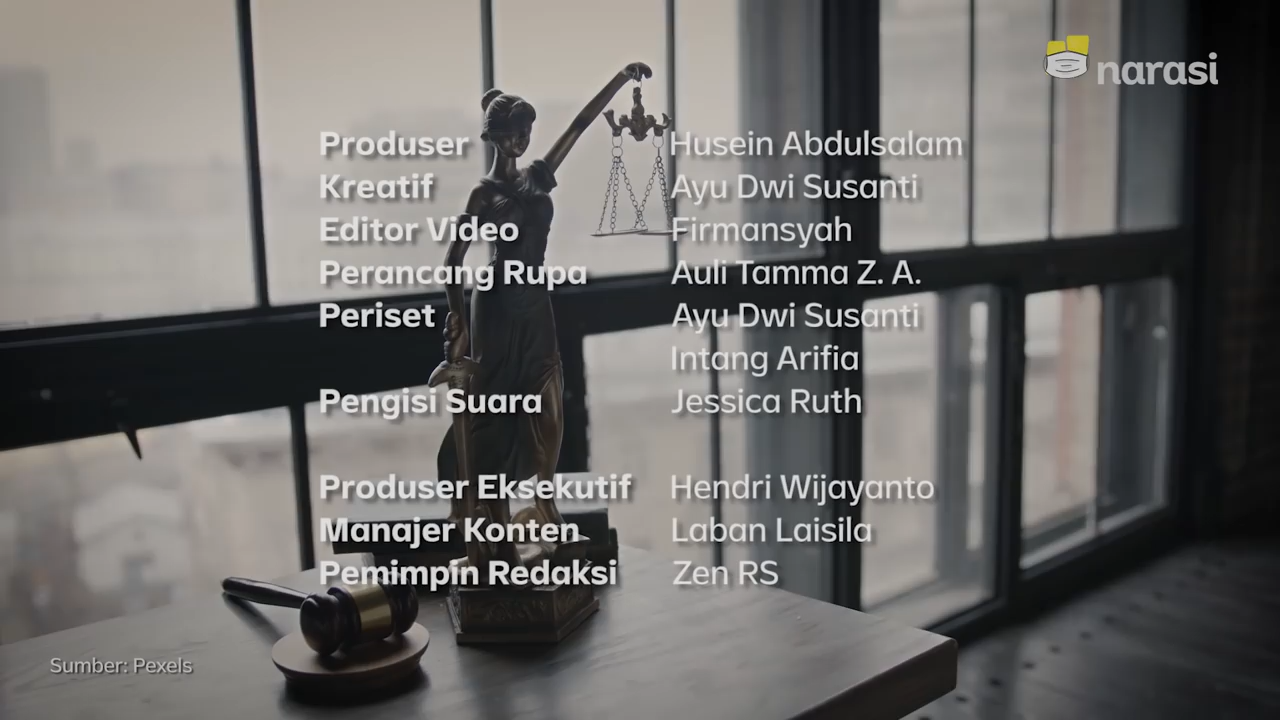 narasi
Produser Husein Abdulsalam
Kreatif Ayu Dwi Susanti
Editor Video Firmansyah
Perancang Rupa Auli Tamma Z. A.
Periset Ayu Dwi Susanti
Intang Arifia
Pengisi Suara Jessica Ruth
Produser Eksekutif Hendri Wijayanto
Manajer Konten Laban Laisila
Pemimpin Redaksi Zen RS
Sumber: Pexels